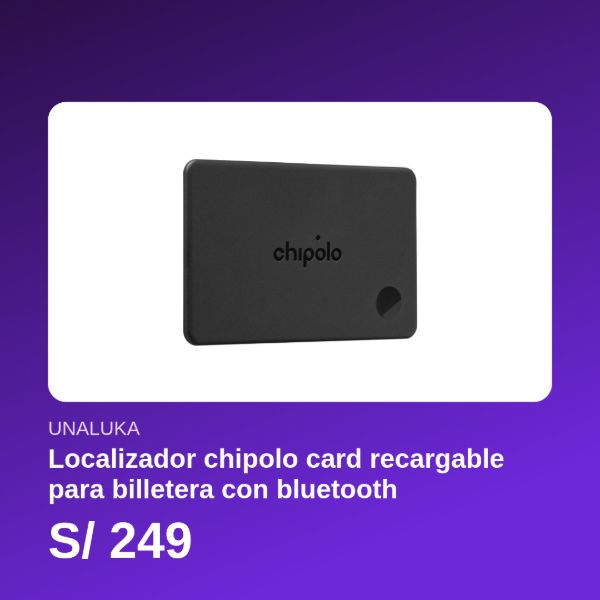 chipolo
UNALUKA
Localizador chipolo card recargable
para billetera con bluetooth
S/ 249